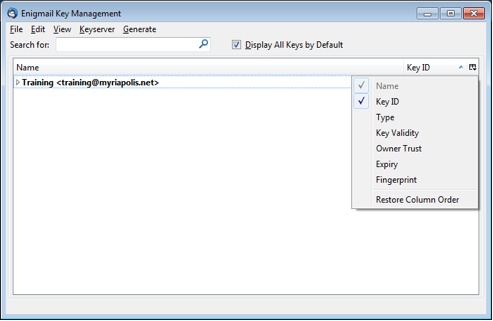 Enigmail Key Management
File Edit View Keyserver Generate
Search for: Display All Keys by Default
Name Key ID
Training <training@myriapolis.net>
Name
Key ID
Type
Key Validity
Owner Trust
Expiry
Fingerprint
Restore Column Order